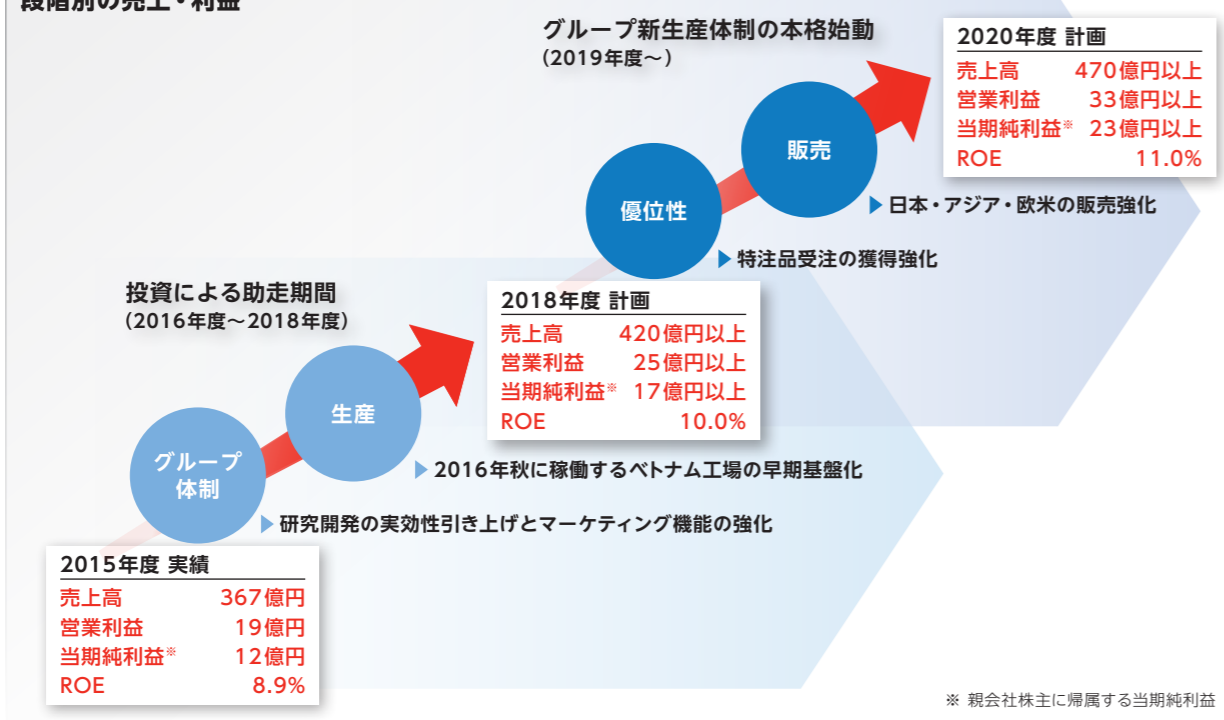 段階別の売上・利益
グループ新生産体制の本格始動
(2019年度～)
2020年度 計画
売上高 470億円以上
営業利益 33億円以上
当期純利益※ 23億円以上
ROE 11.0%
販売
▶日本・アジア・欧米の販売強化
優位性
▶特注品受注の獲得強化
投資による助走期間
(2016年度～2018年度)
2018年度 計画
売上高 420億円以上
営業利益 25億円以上
当期純利益※ 17億円以上
ROE 10.0%
生産
▶2016年秋に稼働するベトナム工場の早期基盤化
グループ
体制
▶研究開発の実効性引き上げとマーケティング機能の強化
2015年度 実績
売上高 367億円
営業利益 19億円
当期純利益※ 12億円
ROE 8.9%
※ 親会社株主に帰属する当期純利益